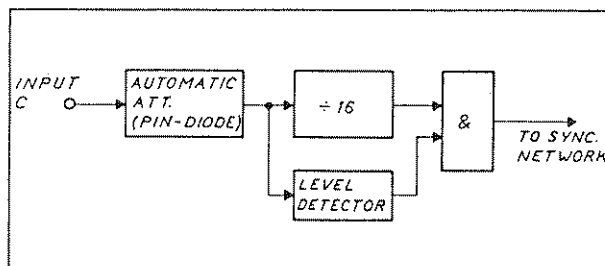 INPUT
C
AUTOMATIC
ATT.
(PIN-DIODE)
÷16
LEVEL
DETECTOR
&
TO SYNC.
NETWORK